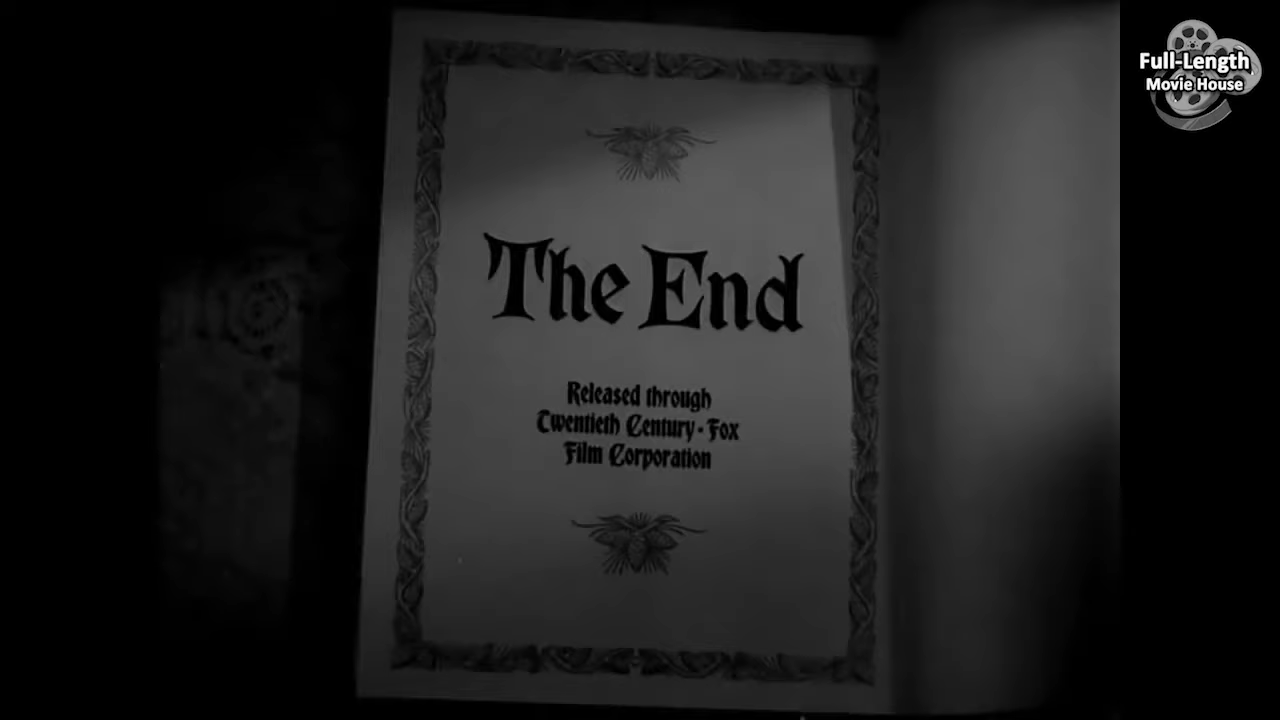 Full-Length
Movie House
The End
Released through
Twentieth Century-Fox
Film Corporation